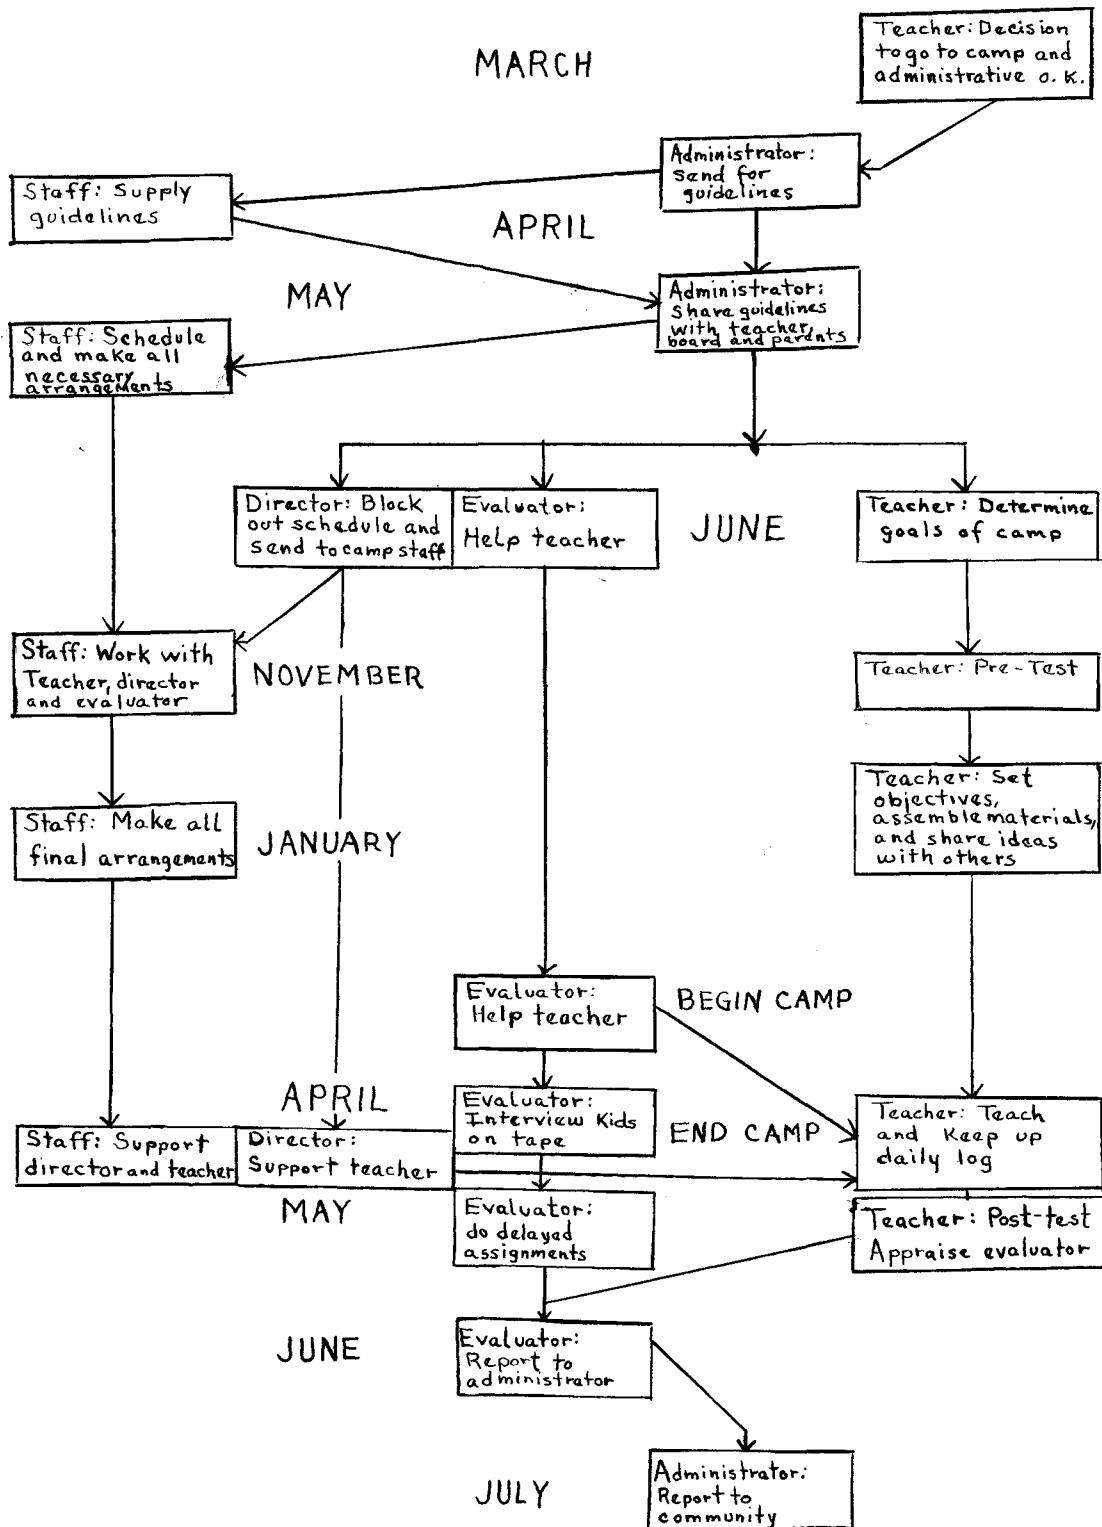 Teacher: Decision
to go to camp and
administrative o.k.
MARCH
Administrator:
Send for
guidelines
Staff: Supply
guidelines
APRIL
MAY
Administrator:
Share guidelines
with teacher,
board and parents
Staff: Schedule
and make all
necessary
arrangements
Director: Block
out schedule and
Send to camp staff
Evaluator:
Help teacher
JUNE
Teacher: Determine
goals of camp
Staff: Work with
Teacher, director
and evaluator
NOVEMBER
Teacher: Pre-Test
Teacher: Set
objectives,
assemble materials,
and share ideas
with others
Staff: Make all
final arrangements
JANUARY
Evaluator:
Help teacher
BEGIN CAMP
APRIL
Evaluator:
Interview Kids
on tape
END CAMP
Teacher: Teach
and Keep up
daily log
Staff: Support
director and teacher
Director:
Support teacher
MAY
Evaluator:
do delayed
assignments
Teacher: Post-test
Appraise evaluator
JUNE
Evaluator:
Report to
administrator
JULY
Administrator:
Report to
community